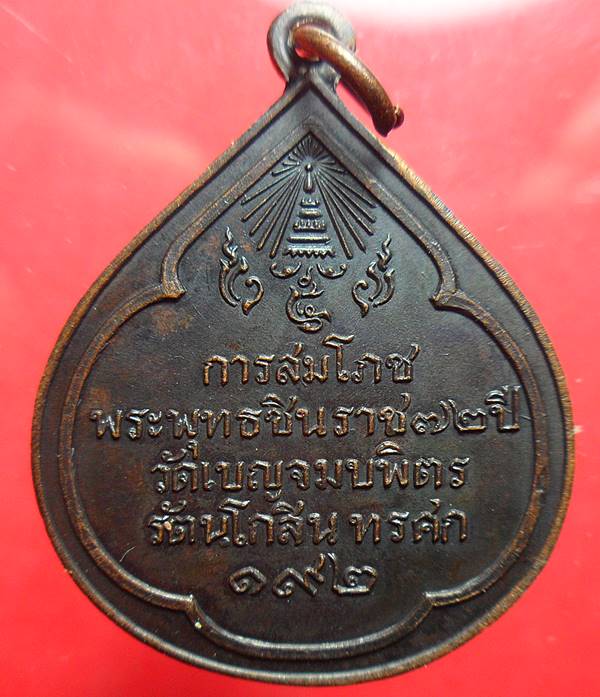 ๕
การสมโภช
พระพุทธชินราช๗๒ปี
วัดเบญจมบพิตร
รัตนโกสิน ทรศก
๑๙๒